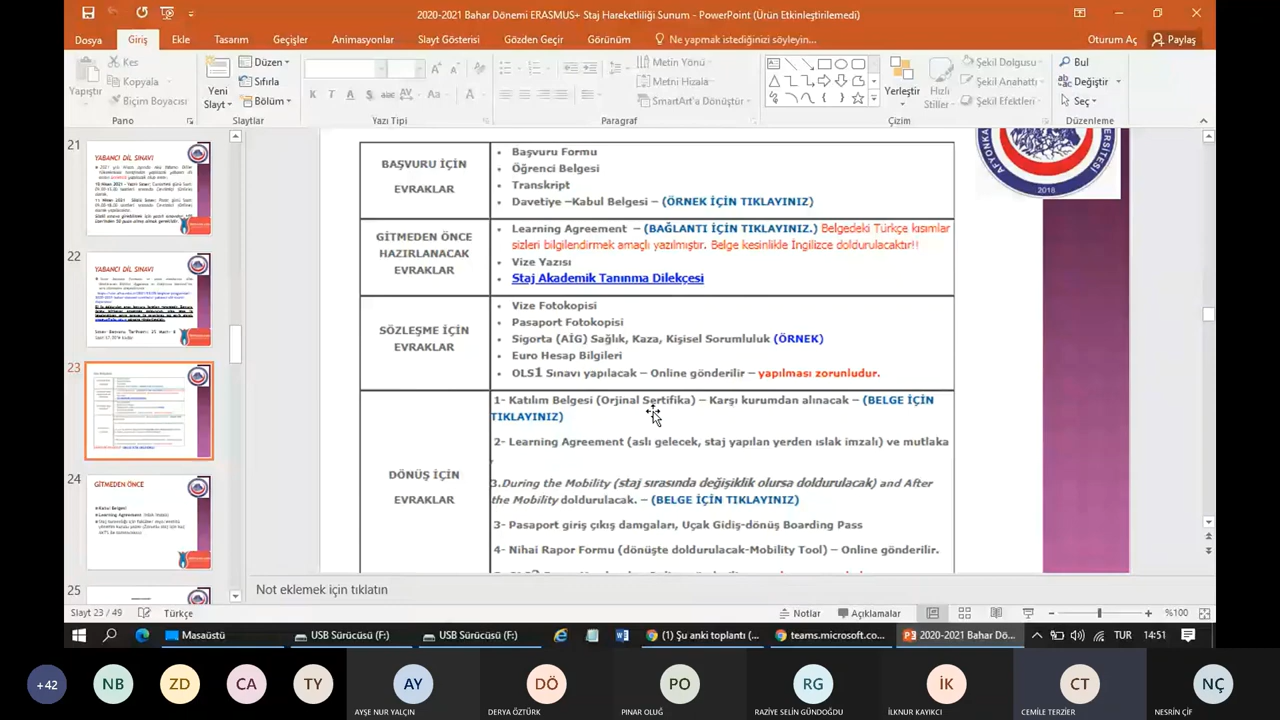 2020-2021 Bahar Dönemi ERASMUS+ Staj Hareketliliği Sunum - PowerPoint (Ürün Etkinleştirilemedi)
Dosya Giriş Ekle Tasarım Geçişler Animasyonlar Slayt Gösterisi Gözden Geçir Görünüm Ne yapmak istediğinizi söyleyin... Oturum Aç Paylaş
Yapıştır
Kes
Kopyala
Biçim Boyacısı
Pano
Yeni
Slayt
Düzen
Sıfırla
Bölüm
Slaytlar
K T A S abc AV Aa A
Yazı Tipi
Metin Yönü
Metni Hizala
SmartArt'a Dönüştür
Paragraf
Yerleştir
Hızlı
Stiller
Şekil Dolgusu
Şekil Anahattı
Şekil Efektleri
Çizim
Bul
Değiştir
Seç
Düzenleme
21
YABANCI DİL SINAVI
22
YABANCI DİL SINAVI
23
24
GİTMEDEN ÖNCE
Kabul Belgesi
25
BAŞVURU İÇİN
EVRAKLAR
• Başvuru Formu
• Öğrenci Belgesi
• Transkript
• Davetiye –Kabul Belgesi – (ÖRNEK İÇİN TIKLAYINIZ)
GİTMEDEN ÖNCE
HAZIRLANACAK
EVRAKLAR
• Learning Agreement – (BAĞLANTI İÇİN TIKLAYINIZ.) Belgedeki Türkçe kısımlar
sizleri bilgilendirmek amaçlı yazılmıştır. Belge kesinlikle İngilizce doldurulacaktır!!
• Vize Yazısı
• Staj Akademik Tanınma Dilekçesi
SÖZLEŞME İÇİN
EVRAKLAR
• Vize Fotokopisi
• Pasaport Fotokopisi
• Sigorta (AİG) Sağlık, Kaza, Kişisel Sorumluluk (ÖRNEK)
• Euro Hesap Bilgileri
• OLS1 Sınavı yapılacak – Online gönderilir – yapılması zorunludur.
DÖNÜŞ İÇİN
EVRAKLAR
1- Katılım Belgesi (Orjinal Sertifika) – Karşı kurumdan alınacak – (BELGE İÇİN
TIKLAYINIZ)
2- Learning Agreement (aslı gelecek, staj yapılan yerden ıslak imzalı) ve mutlaka
,
3.During the Mobility (staj sırasında değişiklik olursa doldurulacak) and After
the Mobility doldurulacak. – (BELGE İÇİN TIKLAYINIZ)
3- Pasaport giriş çıkış damgaları, Uçak Gidiş-dönüş Boarding Pass
4- Nihai Rapor Formu (dönüşte doldurulacak-Mobility Tool) – Online gönderilir.
2018
Not eklemek için tıklatın
Slayt 23 / 49 Türkçe Notlar Açıklamalar %100
Masaüstü USB Sürücüsü (F:) USB Sürücüsü (F:) (1) Şu anki toplantı (... teams.microsoft.co... 2020-2021 Bahar Dö... TUR 14:51
+42 NB ZD CA TY AY DÖ PO RG İK CT NÇ
AYŞE NUR YALÇIN DERYA ÖZTÜRK PINAR OLUĞ RAZİYE SELİN GÜNDOĞDU İLKNUR KAYIKCI CEMİLE TERZİER NESRİN ÇİF